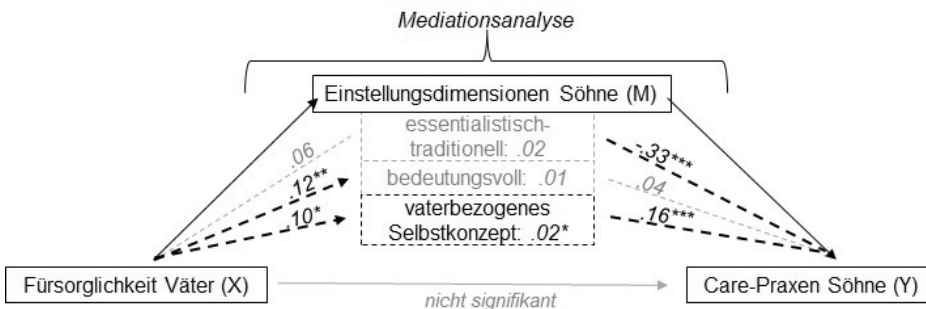 Mediationsanalyse
Einstellungsdimensionen Söhne (M)
essentialistisch-
traditionell: .02
.06
-.33***
bedeutungsvoll: .01
.12**
.04
vaterbezogenes
Selbstkonzept: .02*
.10*
.16***
Fürsorglichkeit Väter (X)
Care-Praxen Söhne (Y)
nicht signifikant